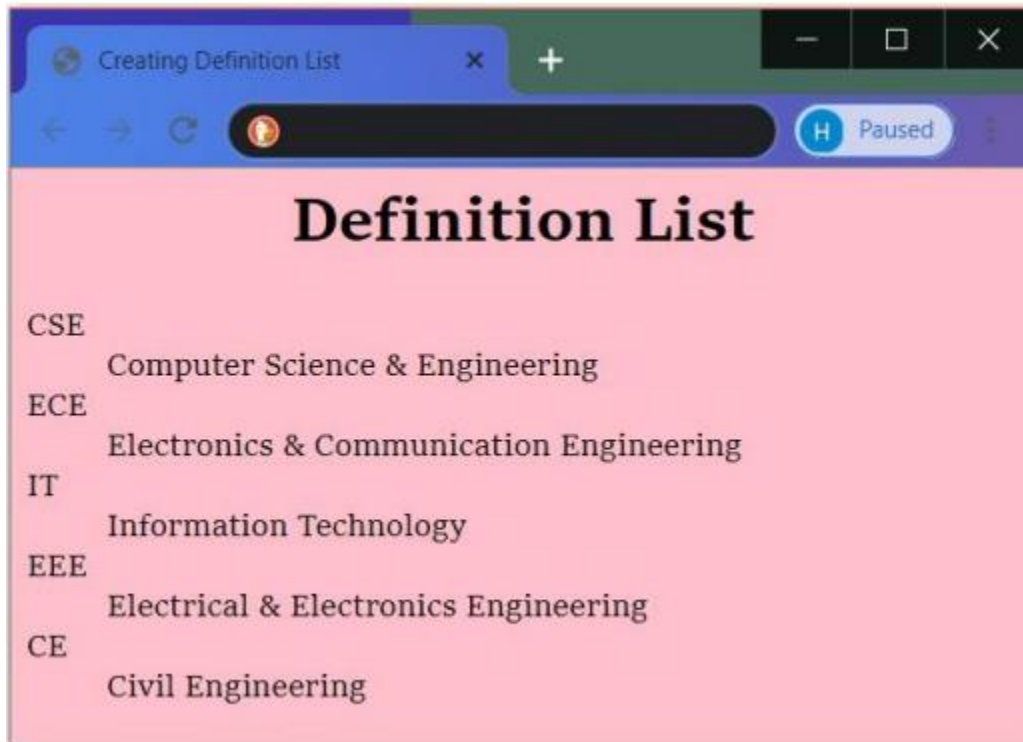 Creating Definition List
H Paused
Definition List
CSE
Computer Science & Engineering
ECE
Electronics & Communication Engineering
IT
Information Technology
EEE
Electrical & Electronics Engineering
CE
Civil Engineering